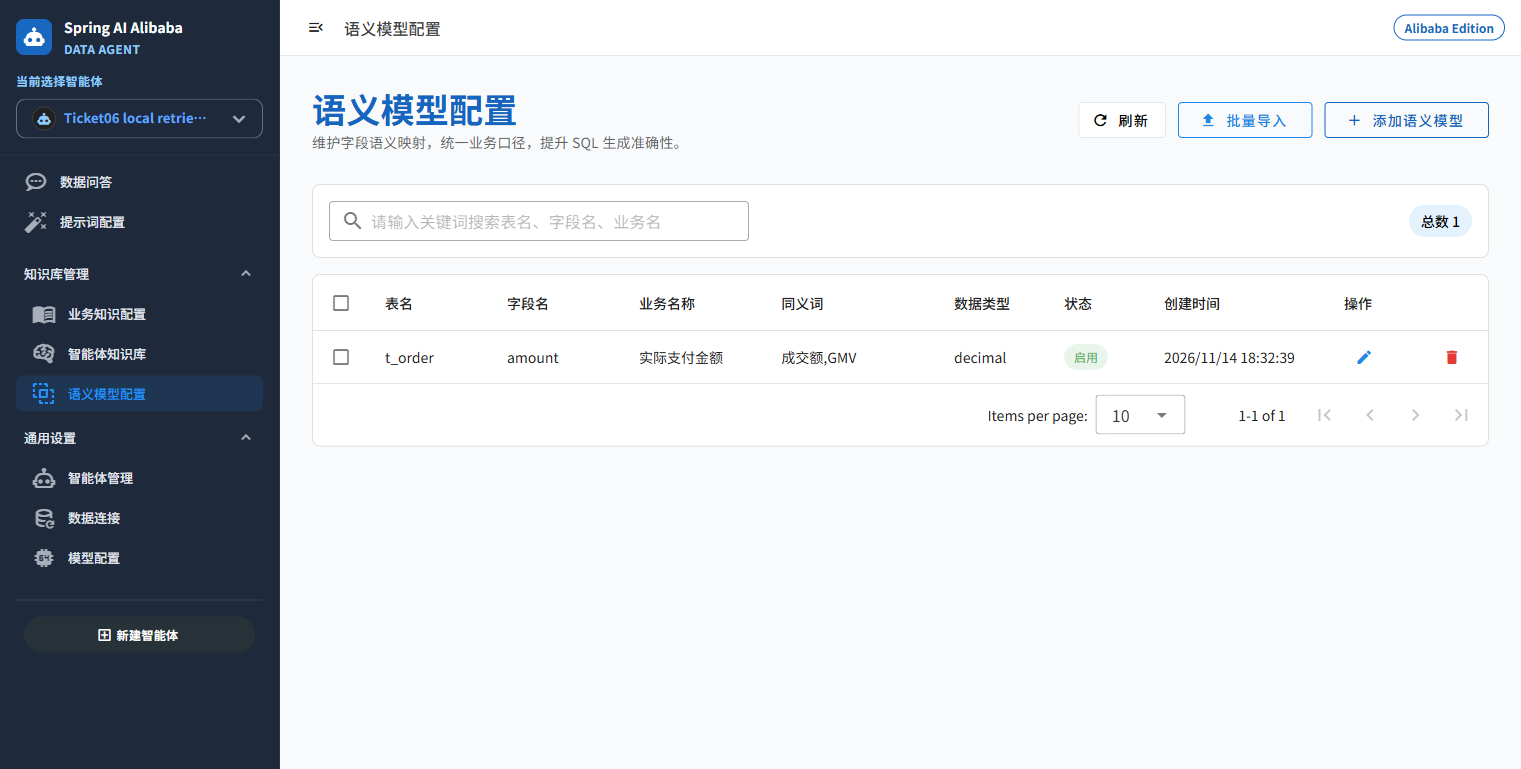 Spring AI Alibaba
DATA AGENT
当前选择智能体
Ticket06 local retrie···
数据问答
提示词配置
知识库管理
业务知识配置
智能体知识库
语义模型配置
通用设置
智能体管理
数据连接
模型配置
新建智能体
语义模型配置
Alibaba Edition
语义模型配置
维护字段语义映射，统一业务口径，提升 SQL 生成准确性。
刷新
批量导入
添加语义模型
请输入关键词搜索表名、字段名、业务名
总数 1
表名 字段名 业务名称 同义词 数据类型 状态 创建时间 操作
t_order amount 实际支付金额 成交额,GMV decimal 启用 2026/11/14 18:32:39
Items per page: 10 1-1 of 1